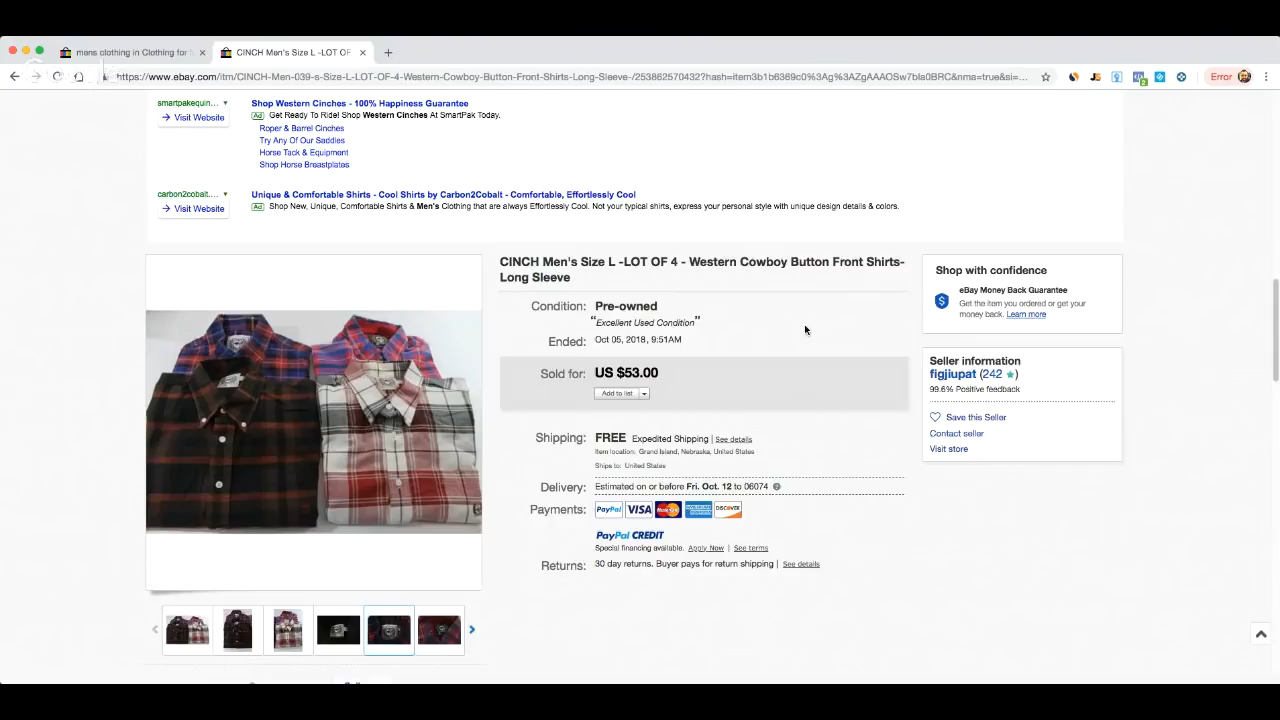 mens clothing in Clothing for
CINCH Men's Size L -LOT OF
https://www.ebay.com/itm/CINCH-Men-039-s-Size-L-LOT-OF-4-Western-Cowboy-Button-Front-Shirts-Long-Sleeve-/253862570432?hash=item3b1b6369c0%3Ag%3AZgAAAOSw7bIa0BRC&nma=true&si=...
Error
smartpakequin...
Shop Western Cinches - 100% Happiness Guarantee
Visit Website
Ad Get Ready To Ride! Shop Western Cinches At SmartPak Today.
Roper & Barrel Cinches
Try Any Of Our Saddles
Horse Tack & Equipment
Shop Horse Breastplates
carbon2cobalt....
Unique & Comfortable Shirts - Cool Shirts by Carbon2Cobalt - Comfortable, Effortlessly Cool
Visit Website
Ad Shop New, Unique, Comfortable Shirts & Men's Clothing that are always Effortlessly Cool. Not your typical shirts, express your personal style with unique design details & colors.
CINCH Men's Size L -LOT OF 4 - Western Cowboy Button Front Shirts-
Long Sleeve
Condition: Pre-owned
“Excellent Used Condition”
Ended: Oct 05, 2018, 9:51AM
Sold for: US $53.00
Add to list
Shipping: FREE Expedited Shipping | See details
Item location: Grand Island, Nebraska, United States
Ships to: United States
Delivery: Estimated on or before Fri. Oct. 12 to 06074
Payments: PayPal VISA MasterCard AMERICAN EXPRESS DISCOVER
PayPal CREDIT
Special financing available. Apply Now | See terms
Returns: 30 day returns. Buyer pays for return shipping | See details
Shop with confidence
eBay Money Back Guarantee
Get the item you ordered or get your
money back. Learn more
Seller information
figjiupat (242 ★)
99.6% Positive feedback
Save this Seller
Contact seller
Visit store